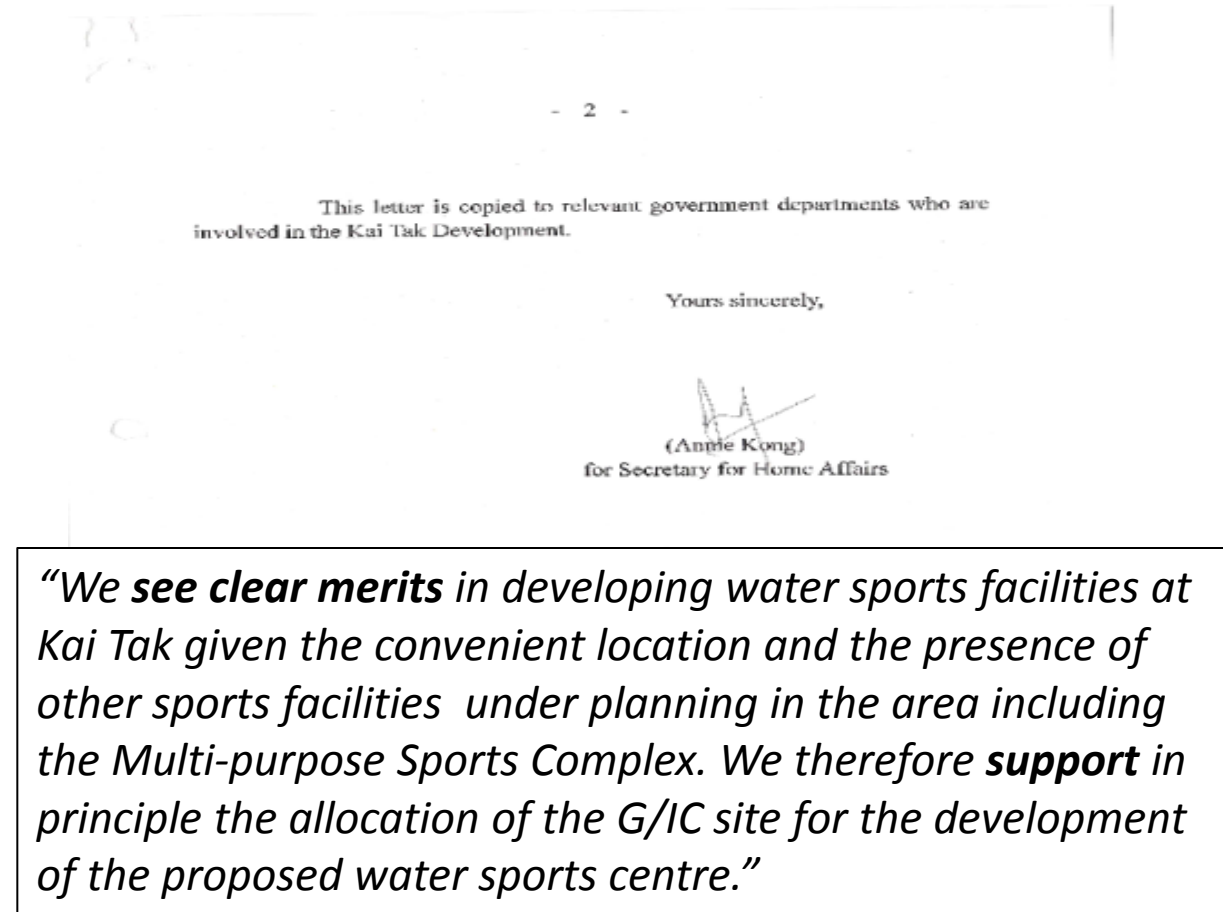 - 2 -
This letter is copied to relevant government departments who are
involved in the Kai Tak Development.
Yours sincerely,
(Annie Kong)
for Secretary for Home Affairs
“We see clear merits in developing water sports facilities at
Kai Tak given the convenient location and the presence of
other sports facilities under planning in the area including
the Multi-purpose Sports Complex. We therefore support in
principle the allocation of the G/IC site for the development
of the proposed water sports centre.”